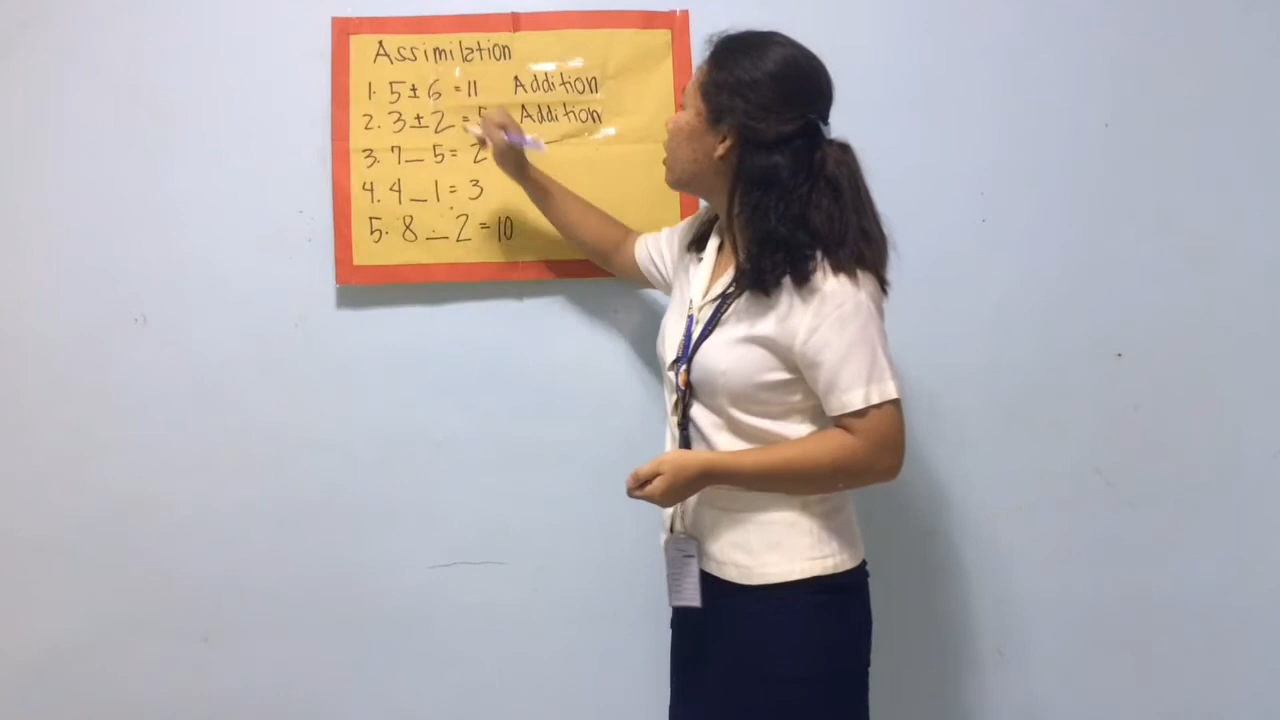 Assimilation
1. 5 ± 6 = 11 Addition
2. 3 ± 2 = 5 Addition
3. 7 _ 5 = 2
4. 4 _ 1 = 3
5. 8 _ 2 = 10